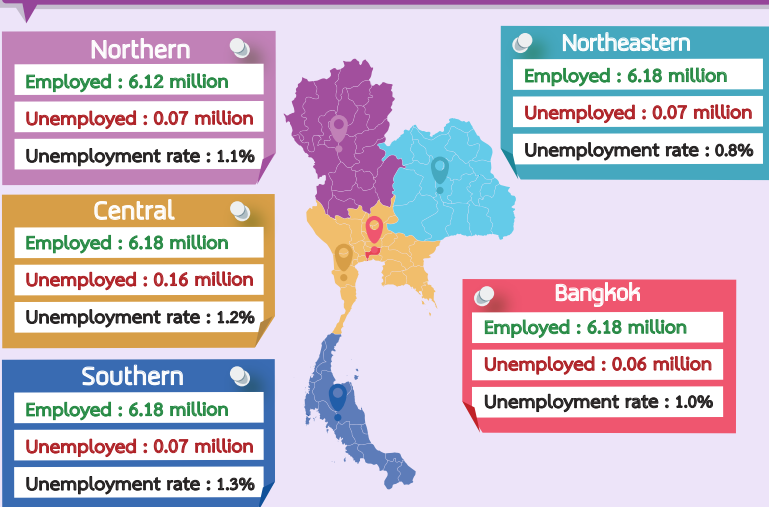 Northern
Employed : 6.12 million
Unemployed : 0.07 million
Unemployment rate : 1.1%
Central
Employed : 6.18 million
Unemployed : 0.16 million
Unemployment rate : 1.2%
Southern
Employed : 6.18 million
Unemployed : 0.07 million
Unemployment rate : 1.3%
Northeastern
Employed : 6.18 million
Unemployed : 0.07 million
Unemployment rate : 0.8%
Bangkok
Employed : 6.18 million
Unemployed : 0.06 million
Unemployment rate : 1.0%